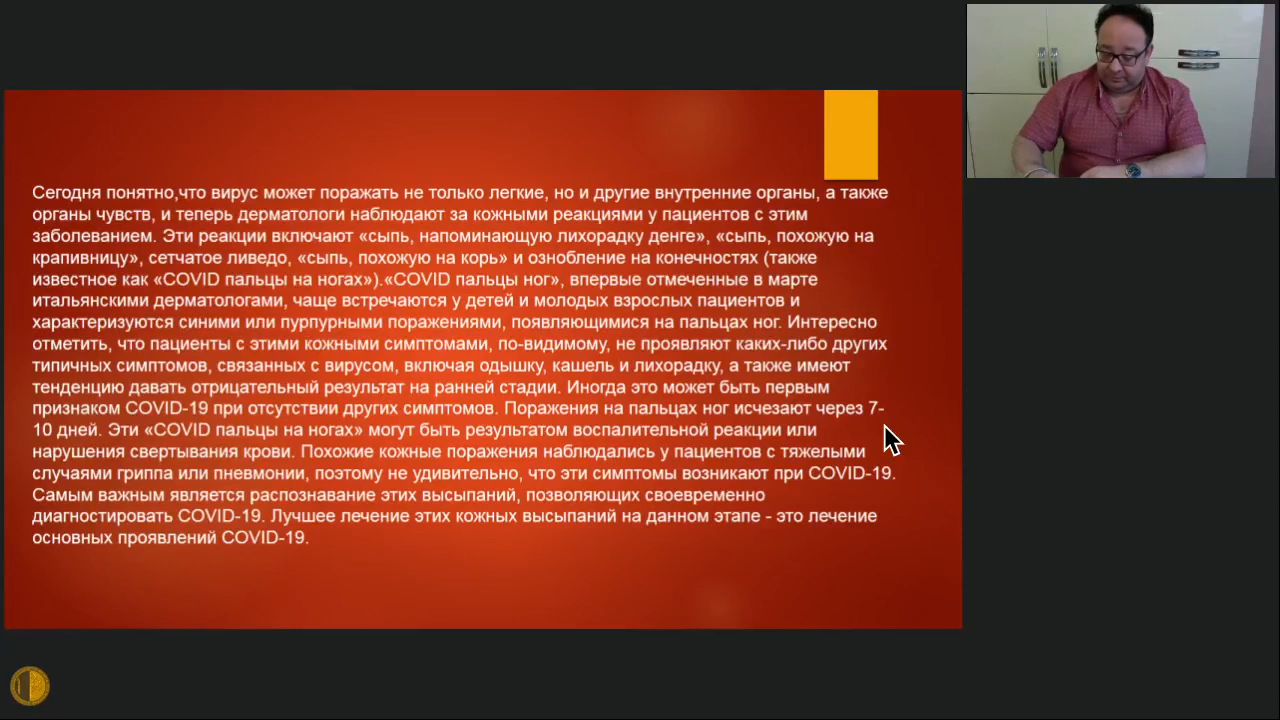 Сегодня понятно,что вирус может поражать не только легкие, но и другие внутренние органы, а также
органы чувств, и теперь дерматологи наблюдают за кожными реакциями у пациентов с этим
заболеванием. Эти реакции включают «сыпь, напоминающую лихорадку денге», «сыпь, похожую на
крапивницу», сетчатое ливедо, «сыпь, похожую на корь» и ознобление на конечностях (также
известное как «COVID пальцы на ногах»).«COVID пальцы ног», впервые отмеченные в марте
итальянскими дерматологами, чаще встречаются у детей и молодых взрослых пациентов и
характеризуются синими или пурпурными поражениями, появляющимися на пальцах ног. Интересно
отметить, что пациенты с этими кожными симптомами, по-видимому, не проявляют каких-либо других
типичных симптомов, связанных с вирусом, включая одышку, кашель и лихорадку, а также имеют
тенденцию давать отрицательный результат на ранней стадии. Иногда это может быть первым
признаком COVID-19 при отсутствии других симптомов. Поражения на пальцах ног исчезают через 7-
10 дней. Эти «COVID пальцы на ногах» могут быть результатом воспалительной реакции или
нарушения свертывания крови. Похожие кожные поражения наблюдались у пациентов с тяжелыми
случаями гриппа или пневмонии, поэтому не удивительно, что эти симптомы возникают при COVID-19.
Самым важным является распознавание этих высыпаний, позволяющих своевременно
диагностировать COVID-19. Лучшее лечение этих кожных высыпаний на данном этапе - это лечение
основных проявлений COVID-19.